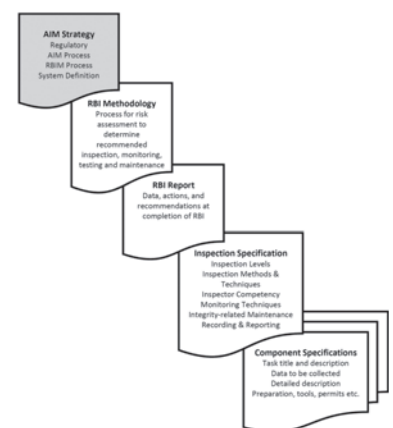 AIM Strategy
Regulatory
AIM Process
RBIM Process
System Definition
RBI Methodology
Process for risk
assessment to
determine
recommended
inspection, monitoring,
testing and maintenance
RBI Report
Data, actions, and
recommendations at
completion of RBI
Inspection Specification
Inspection Levels
Inspection Methods &
Techniques
Inspector Competency
Monitoring Techniques
Integrity-related Maintenance
Recording & Reporting
Component Specifications
Task title and description
Data to be collected
Detailed description
Preparation, tools, permits etc.